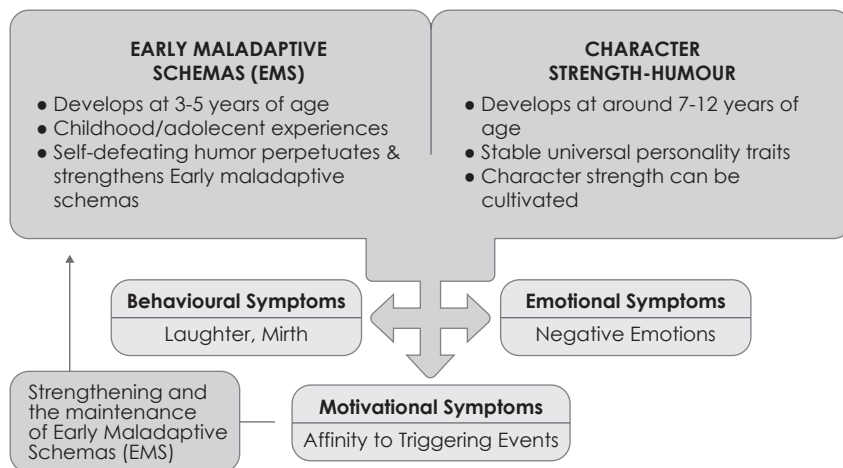 EARLY MALADAPTIVE
SCHEMAS (EMS)
● Develops at 3-5 years of age
● Childhood/adolecent experiences
● Self-defeating humor perpetuates &
strengthens Early maladaptive
schemas
CHARACTER
STRENGTH-HUMOUR
● Develops at around 7-12 years of
age
● Stable universal personality traits
● Character strength can be
cultivated
Behavioural Symptoms
Laughter, Mirth
Emotional Symptoms
Negative Emotions
Strengthening and
the maintenance
of Early Maladaptive
Schemas (EMS)
Motivational Symptoms
Affinity to Triggering Events